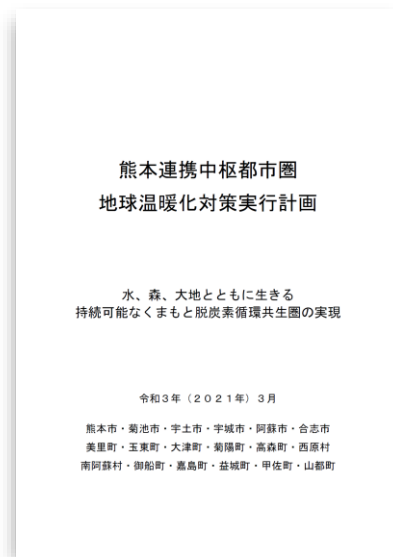 熊本連携中枢都市圏
地球温暖化対策実行計画
水、森、大地とともに生きる
持続可能なくまもと脱炭素循環共生圏の実現
令和３年（２０２１年）３月
熊本市・菊池市・宇土市・宇城市・阿蘇市・合志市
美里町・玉東町・大津町・菊陽町・高森町・西原村
南阿蘇村・御船町・嘉島町・益城町・甲佐町・山都町